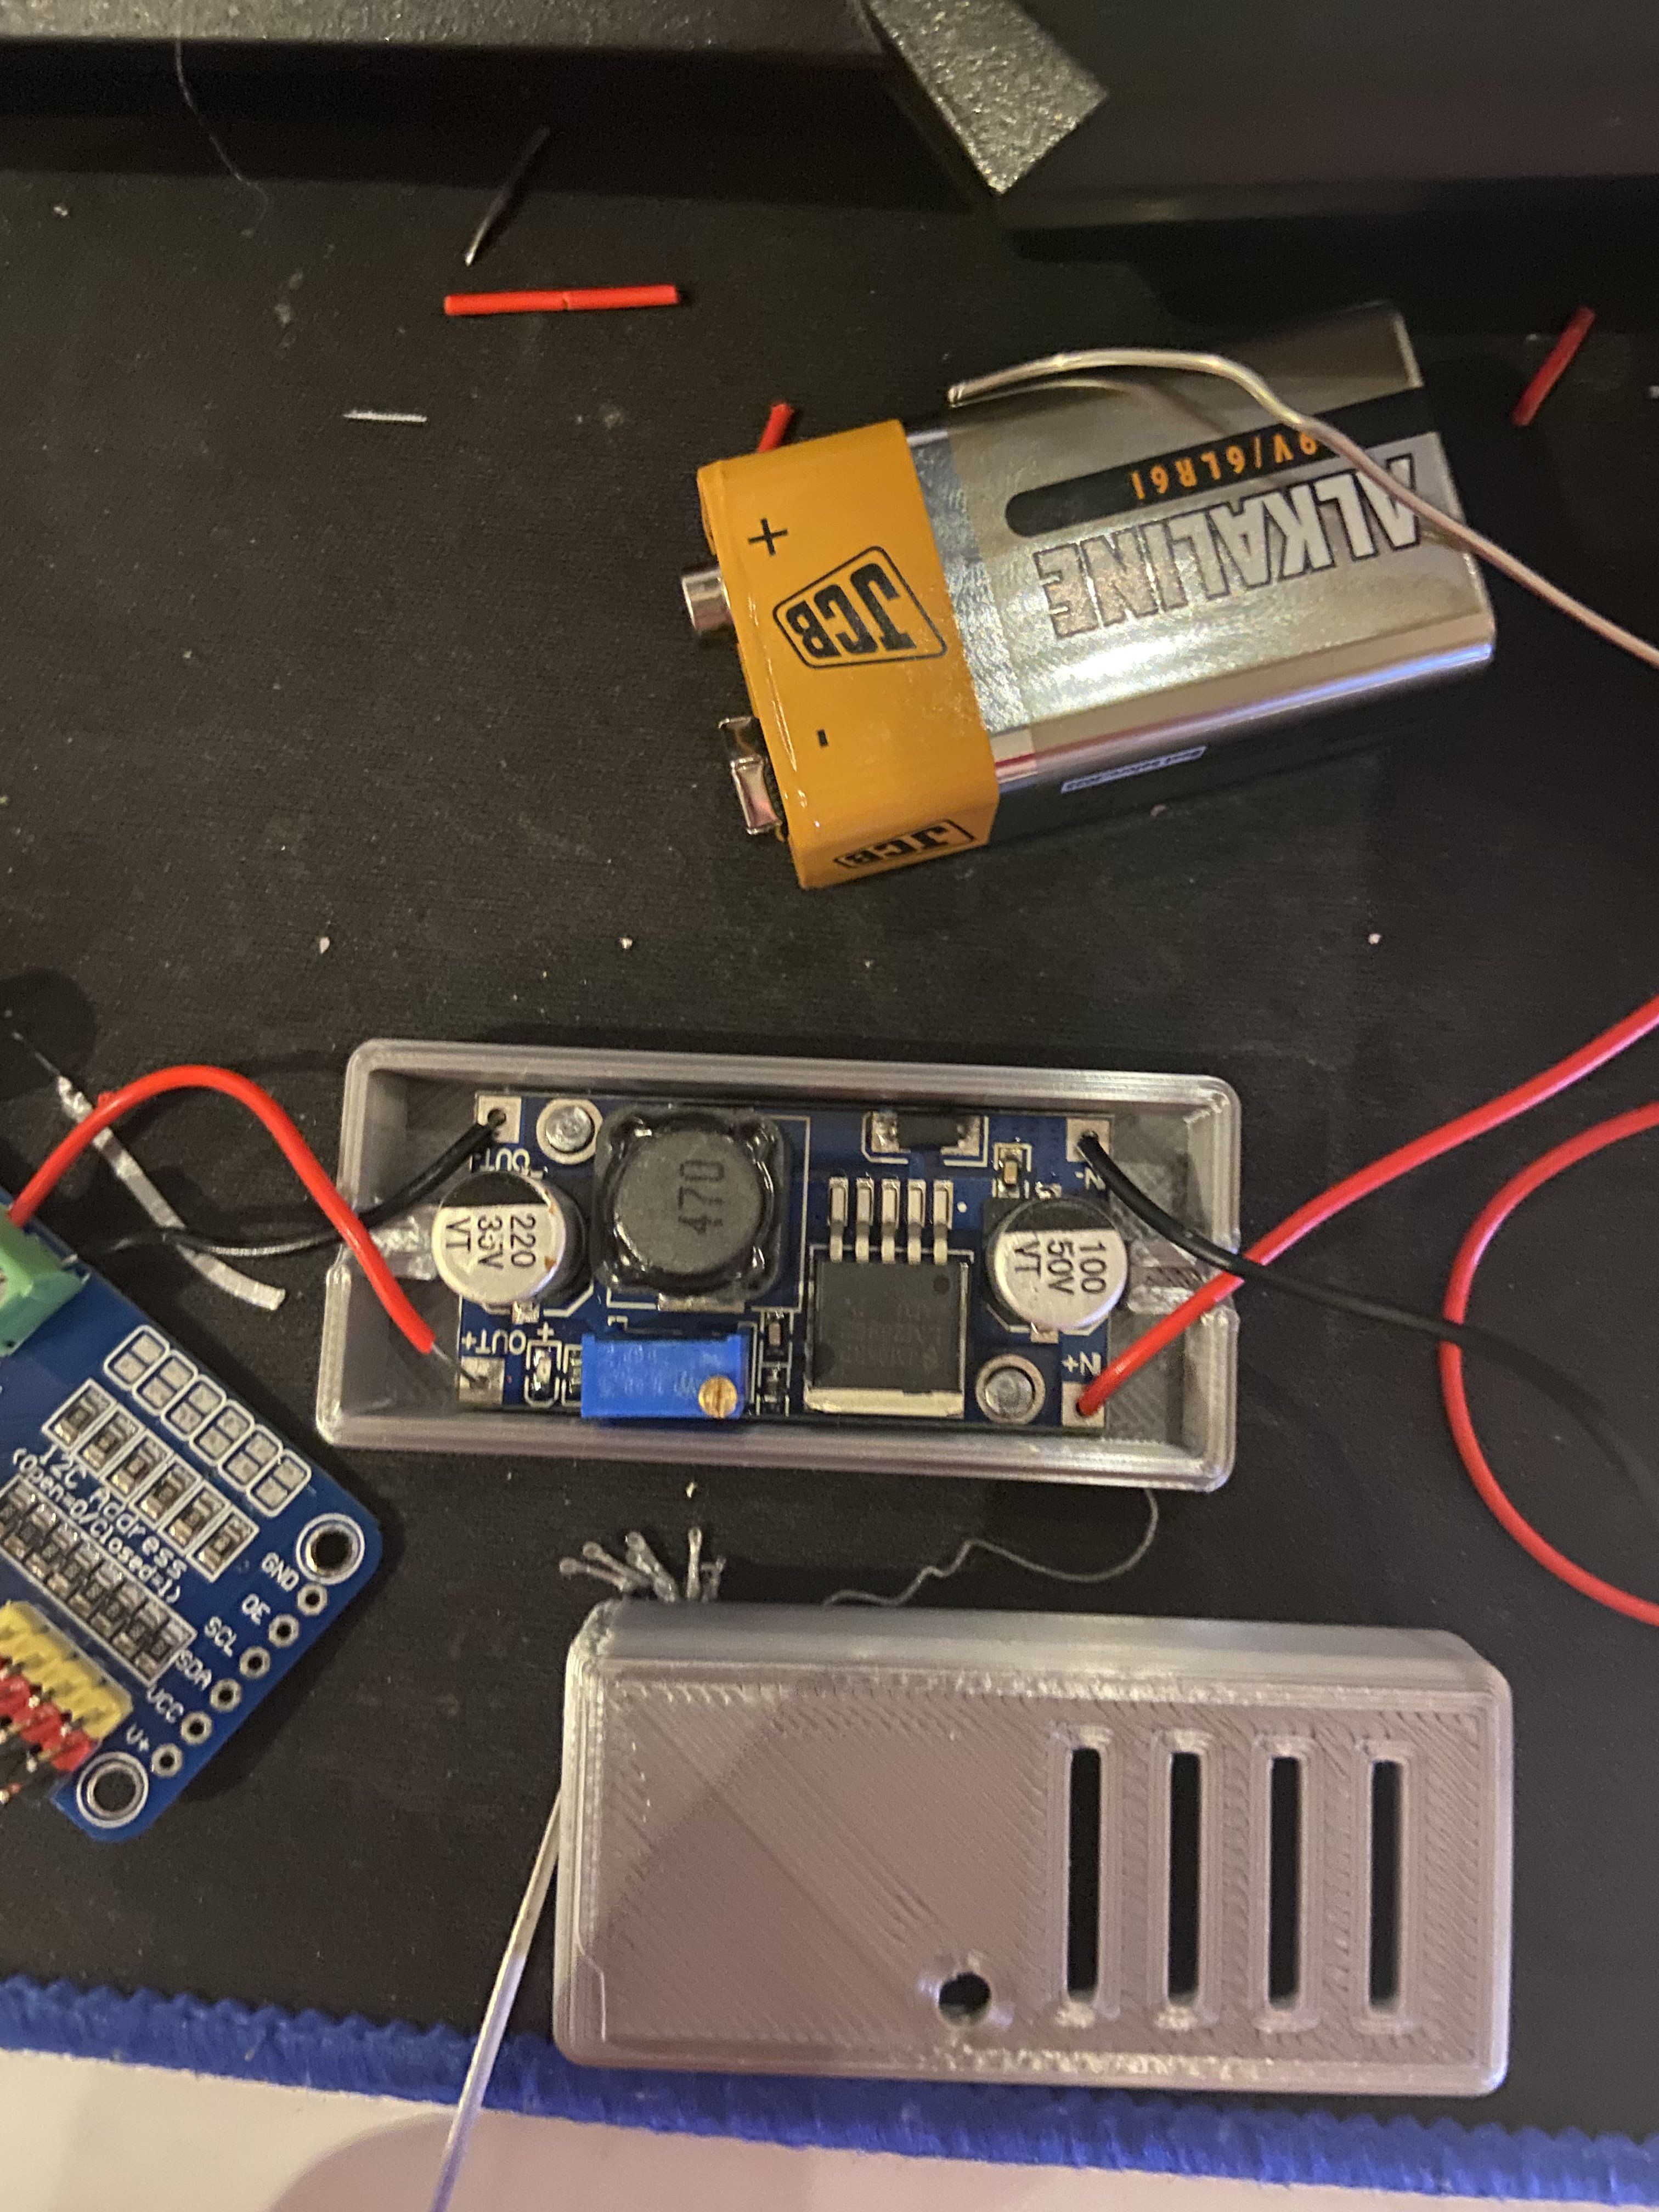 +
JCB
-
9V/6LR61
ALKALINE
JCB
OUT-
220
35V
VT
470
100
50V
VT
OUT+
+
IN-
IN+
I2C Address
(Open=0/Closed=1)
GND
OE
SCL
SDA
VCC
V+